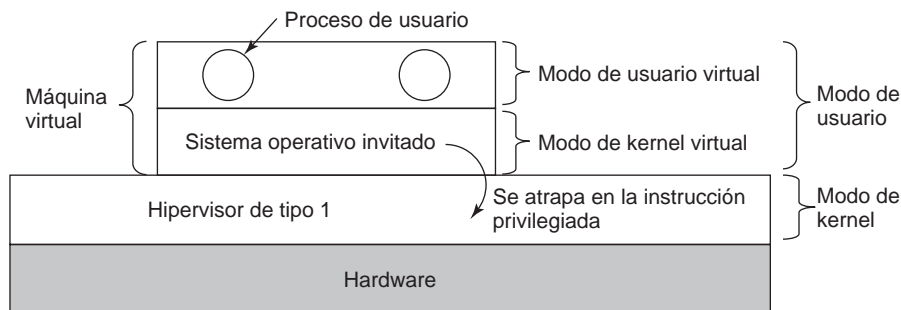 Proceso de usuario
Máquina
virtual
Modo de usuario virtual
Modo de
usuario
Sistema operativo invitado
Modo de kernel virtual
Hipervisor de tipo 1
Se atrapa en la instrucción
privilegiada
Modo de
kernel
Hardware